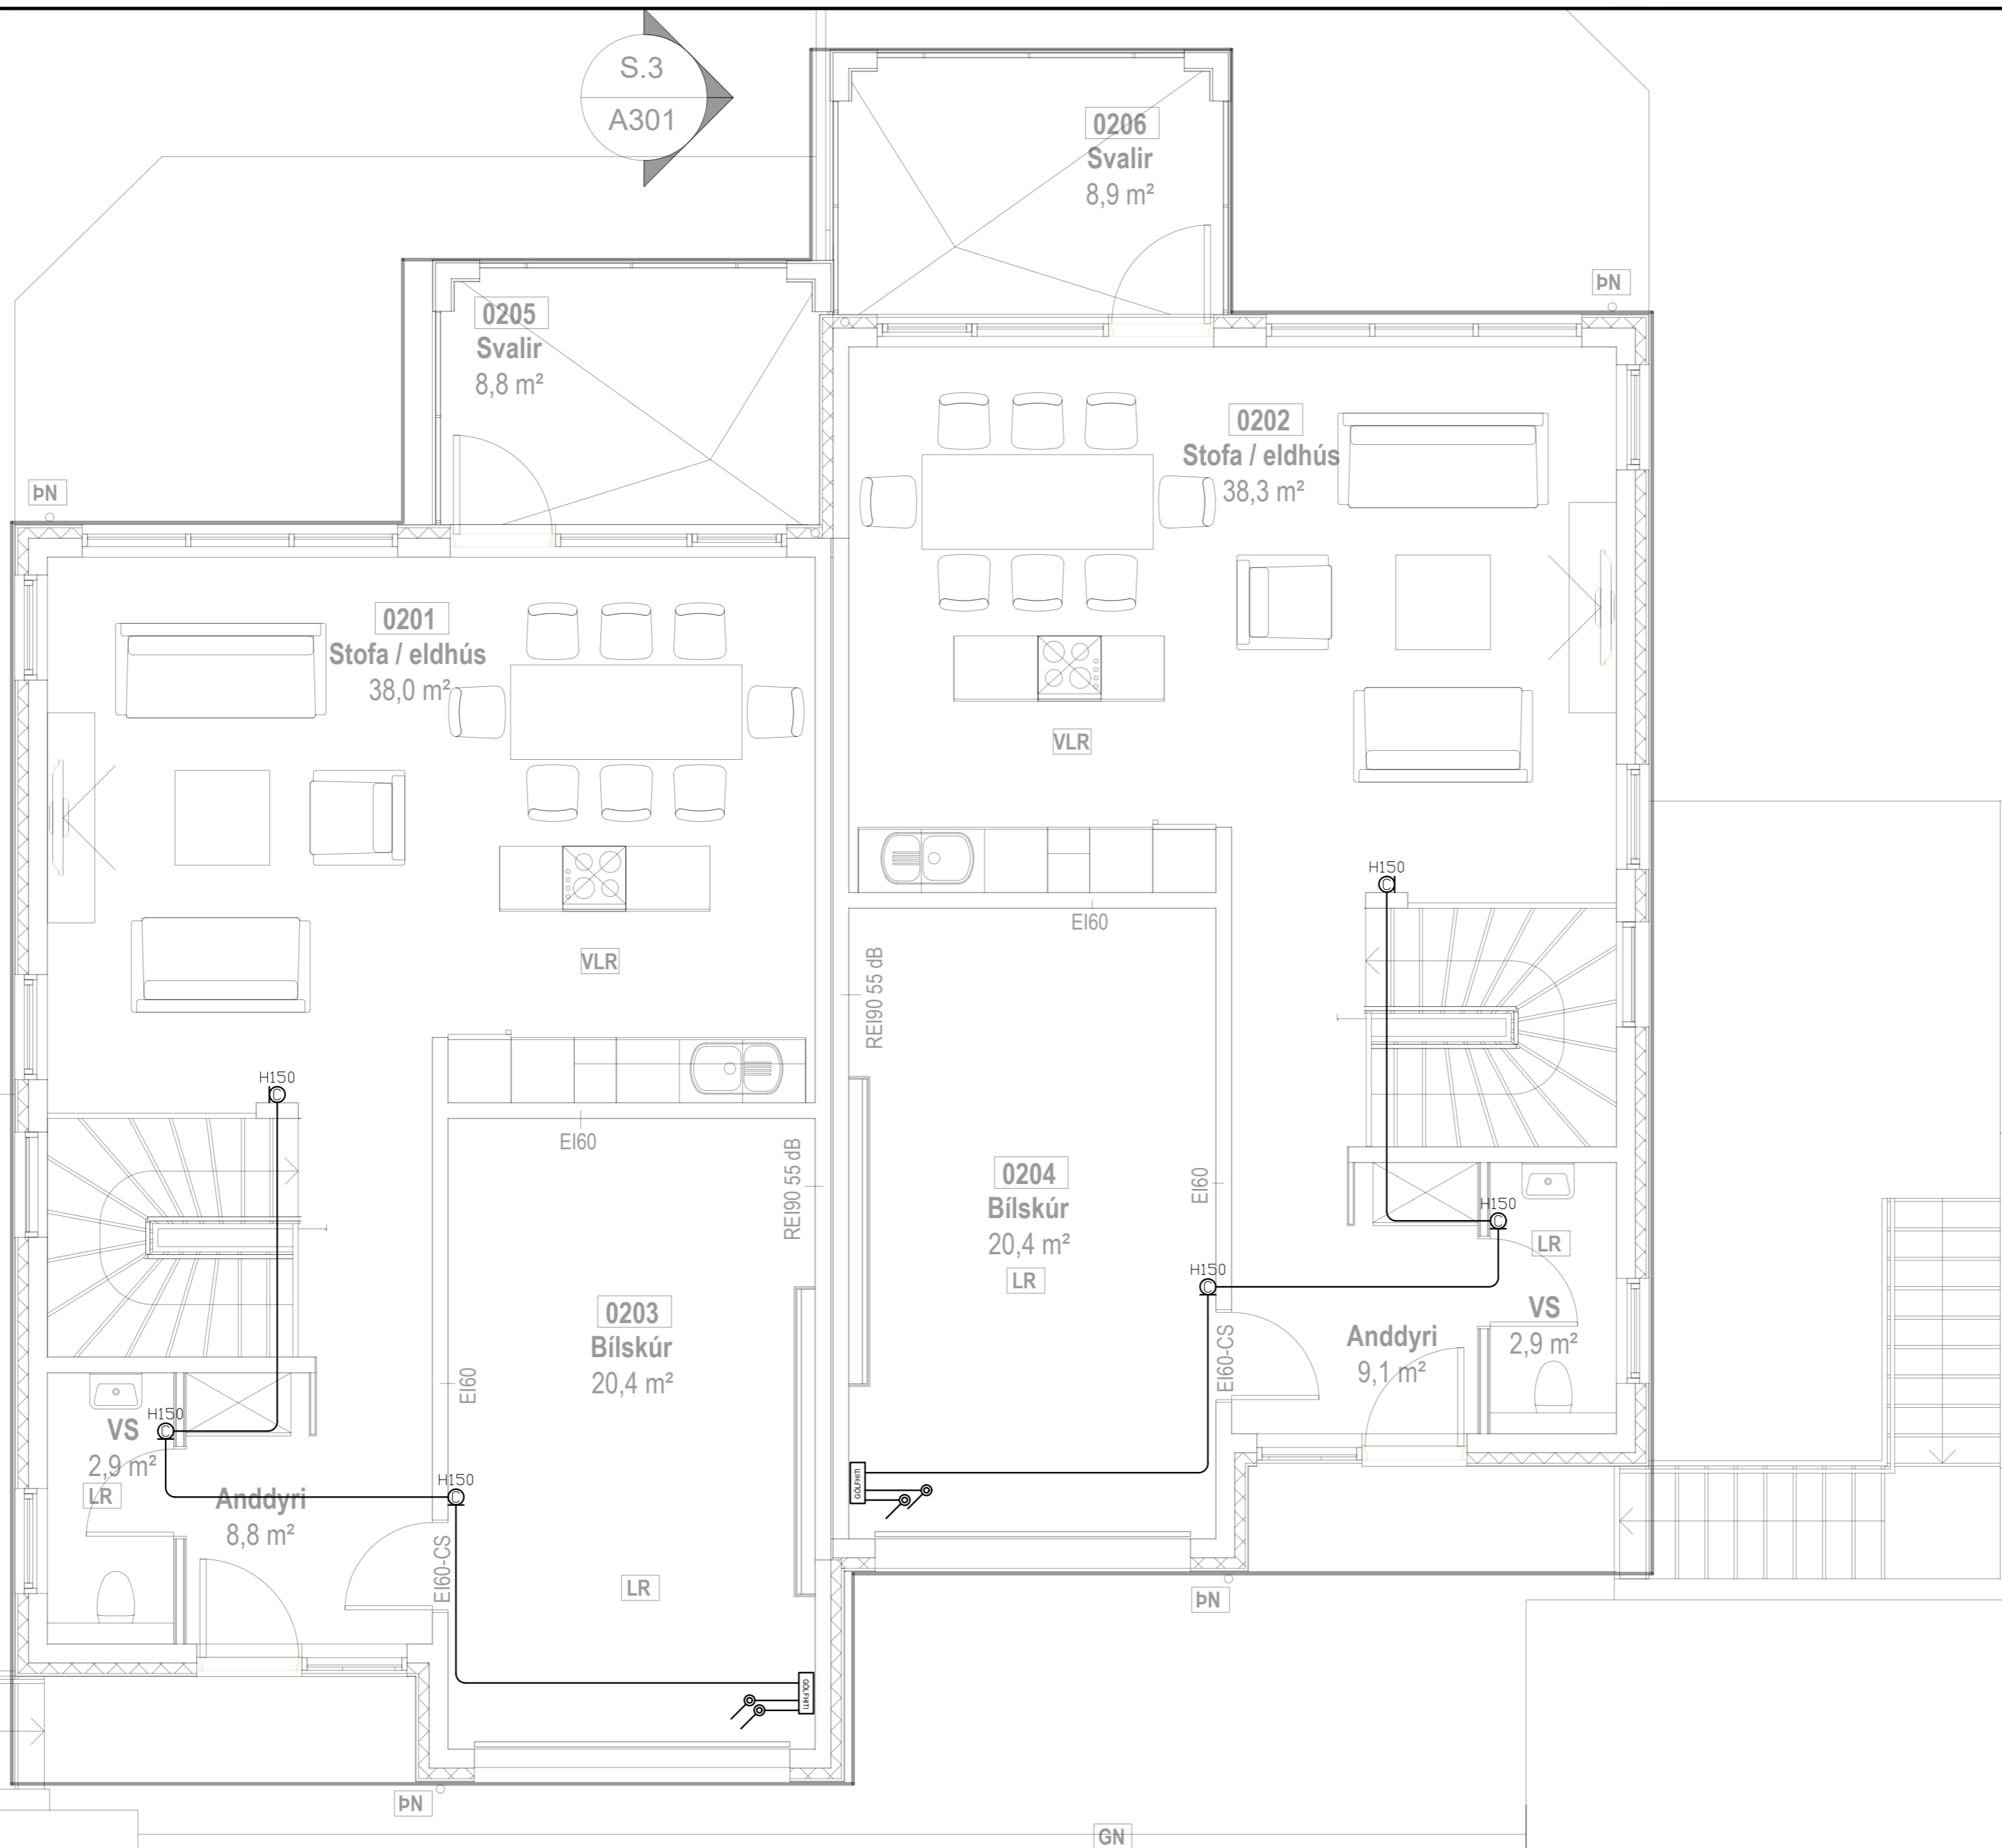 S.3
A301
0206
Svalir
8,9 m²
ÞN
0205
Svalir
8,8 m²
0202
Stofa / eldhús
38,3 m²
ÞN
0201
Stofa / eldhús
38,0 m²
VLR
H150
EI60
VLR
REI90 55 dB
H150
EI60
REI90 55 dB
0204
Bílskúr
20,4 m²
LR
EI60
H150
LR
H150
VS
2,9 m²
Anddyri
9,1 m²
EI60-CS
0203
Bílskúr
20,4 m²
EI60
H150
VS
2,9 m²
LR
H150
Anddyri
8,8 m²
GÓLFHITI
EI60-CS
LR
ÞN
GÓLFHITI
ÞN
GN